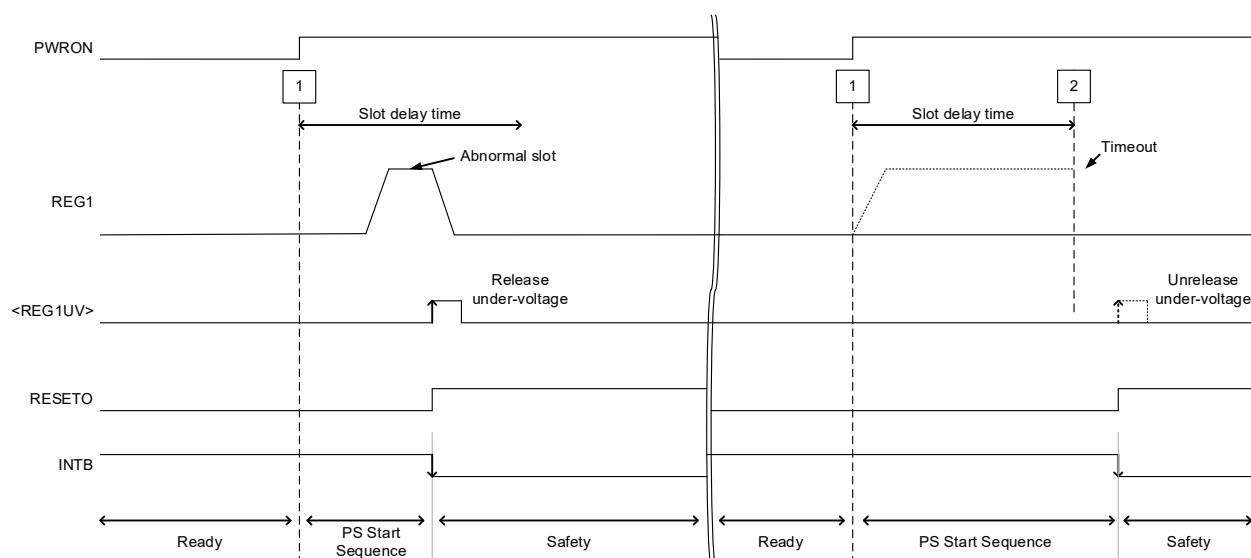 PWRON
1
1
2
Slot delay time
Slot delay time
Abnormal slot
Timeout
REG1
Release
under-voltage
Unrelease
under-voltage
<REG1UV>
RESETO
INTB
Ready
PS Start
Sequence
Safety
Ready
PS Start Sequence
Safety